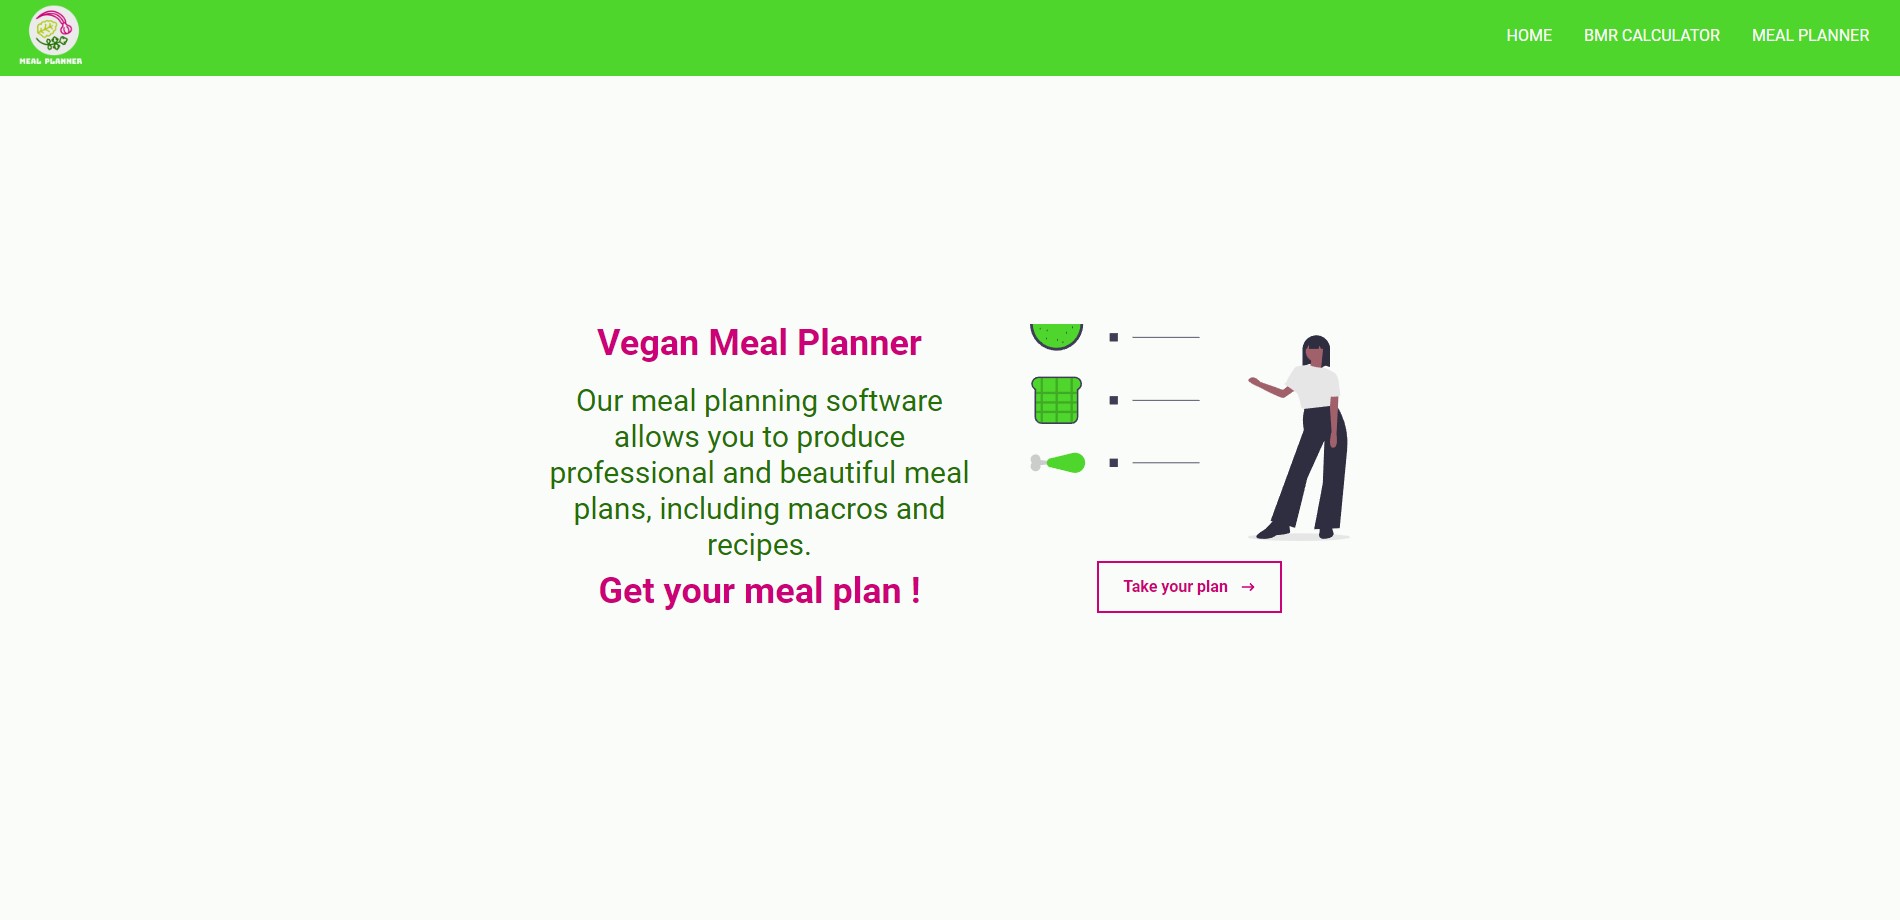 MEAL PLANNER
HOME
BMR CALCULATOR
MEAL PLANNER
Vegan Meal Planner
Our meal planning software
allows you to produce
professional and beautiful meal
plans, including macros and
recipes.
Get your meal plan !
Take your plan →